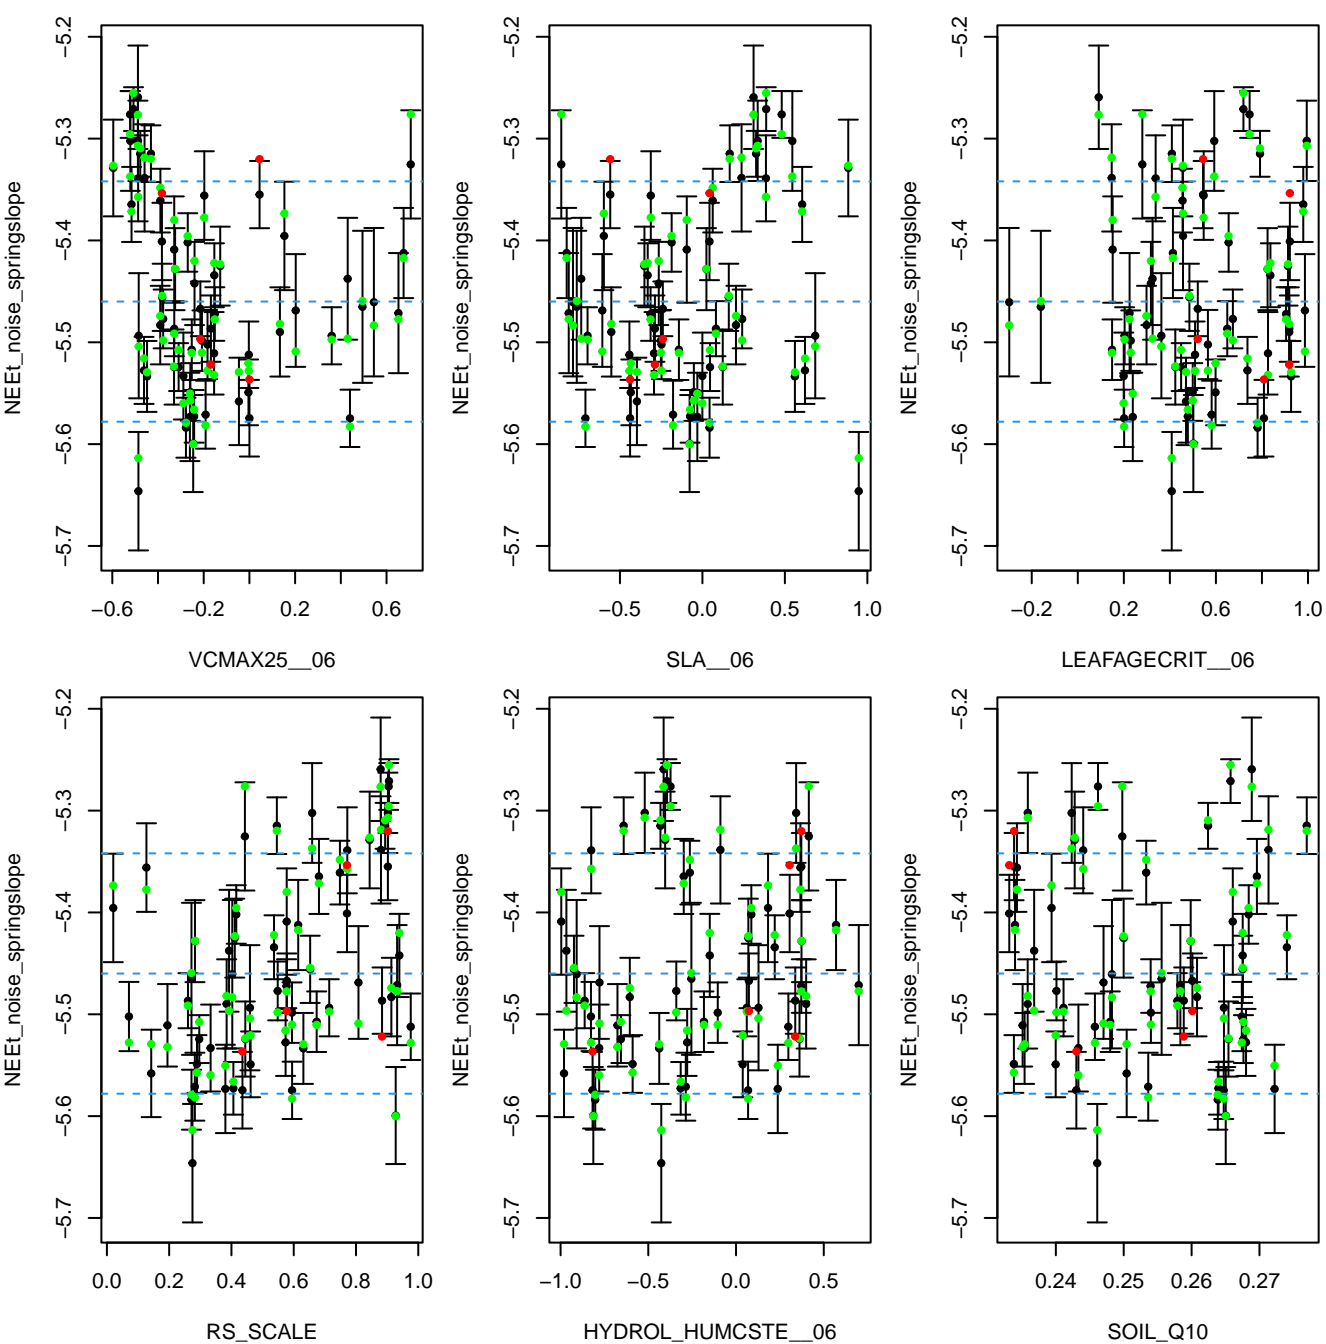 −5.2
−5.3
−5.4
−5.5
−5.6
−5.7
NEEt_noise_springslope
−0.6 −0.2 0.2 0.6
VCMAX25__06
−5.2
−5.3
−5.4
−5.5
−5.6
−5.7
NEEt_noise_springslope
−0.5 0.0 0.5 1.0
SLA__06
−5.2
−5.3
−5.4
−5.5
−5.6
−5.7
NEEt_noise_springslope
−0.2 0.2 0.6 1.0
LEAFAGECRIT__06
−5.2
−5.3
−5.4
−5.5
−5.6
−5.7
NEEt_noise_springslope
0.0 0.2 0.4 0.6 0.8 1.0
RS_SCALE
−5.2
−5.3
−5.4
−5.5
−5.6
−5.7
NEEt_noise_springslope
−1.0 −0.5 0.0 0.5
HYDROL_HUMCSTE__06
−5.2
−5.3
−5.4
−5.5
−5.6
−5.7
NEEt_noise_springslope
0.24 0.25 0.26 0.27
SOIL_Q10